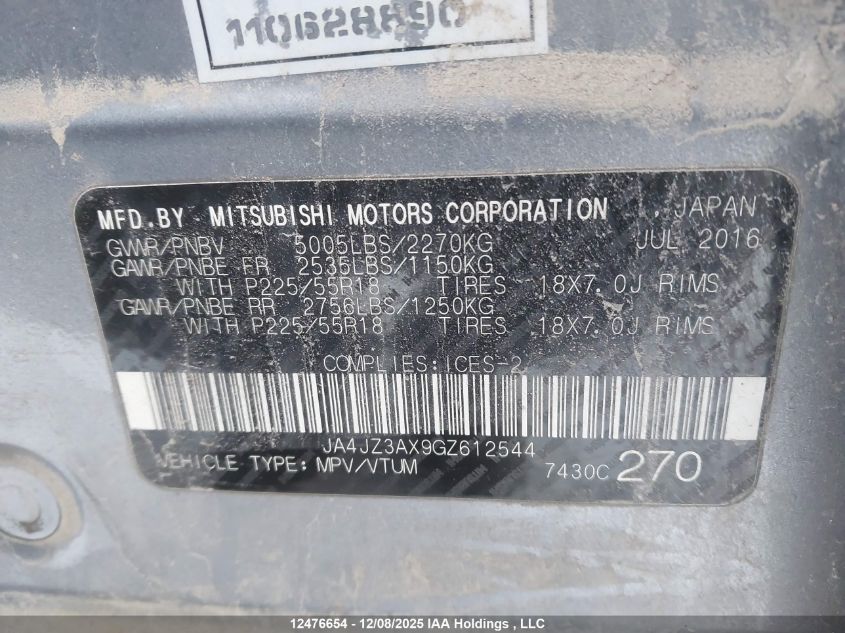 110628890
MFD.BY MITSUBISHI MOTORS CORPORATION JAPAN
GVWR/PNBV 5005LBS/2270KG JUL 2016
GAWR/PNBE FR 2535LBS/1150KG
WITH P225/55R18 TIRES 18X7.0J RIMS
GAWR/PNBE RR 2756LBS/1250KG
WITH P225/55R18 TIRES 18X7.0J RIMS
COMPLIES:ICES-2
JA4JZ3AX9GZ612544
VEHICLE TYPE: MPV/VTUM 7430C 270
12476654 - 12/08/2025 IAA Holdings , LLC